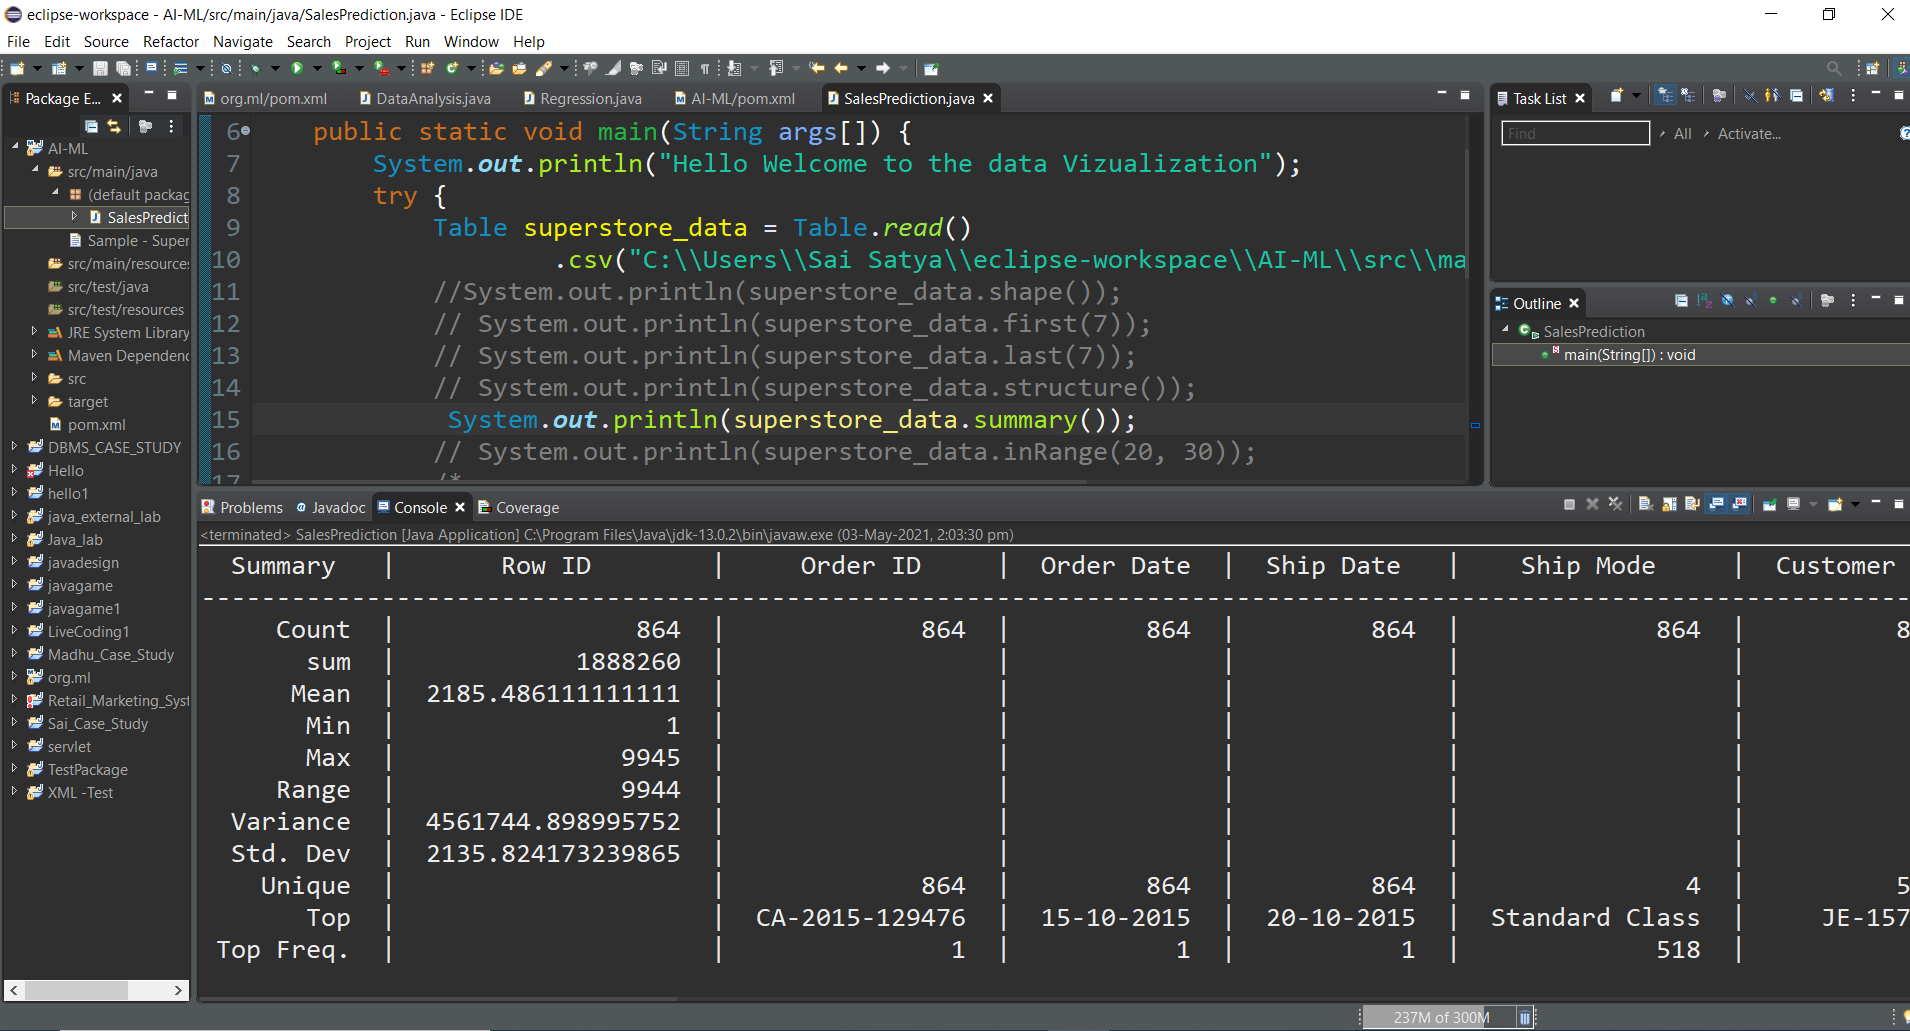 eclipse-workspace - AI-ML/src/main/java/SalesPrediction.java - Eclipse IDE
File Edit Source Refactor Navigate Search Project Run Window Help
Package E...
AI-ML
src/main/java
(default packag
SalesPredict
Sample - Super
src/main/resources
src/test/java
src/test/resources
JRE System Library
Maven Dependenc
src
target
pom.xml
DBMS_CASE_STUDY
Hello
hello1
java_external_lab
Java_lab
javadesign
javagame
javagame1
LiveCoding1
Madhu_Case_Study
org.ml
Retail_Marketing_Syst
Sai_Case_Study
servlet
TestPackage
XML -Test
org.ml/pom.xml DataAnalysis.java Regression.java AI-ML/pom.xml SalesPrediction.java
6 public static void main(String args[]) {
7 System.out.println("Hello Welcome to the data Vizualization");
8 try {
9 Table superstore_data = Table.read()
10 .csv("C:\\Users\\Sai Satya\\eclipse-workspace\\AI-ML\\src\\ma
11 //System.out.println(superstore_data.shape());
12 // System.out.println(superstore_data.first(7));
13 // System.out.println(superstore_data.last(7));
14 // System.out.println(superstore_data.structure());
15 System.out.println(superstore_data.summary());
16 // System.out.println(superstore_data.inRange(20, 30));
17 /*
Task List
Find All Activate...
Outline
SalesPrediction
main(String[]) : void
Problems Javadoc Console Coverage
<terminated> SalesPrediction [Java Application] C:\Program Files\Java\jdk-13.0.2\bin\javaw.exe (03-May-2021, 2:03:30 pm)
Summary | Row ID | Order ID | Order Date | Ship Date | Ship Mode | Customer
Count | 864 | 864 | 864 | 864 | 864 | 8
sum | 1888260 | | | | |
Mean | 2185.486111111111 | | | | |
Min | 1 | | | | |
Max | 9945 | | | | |
Range | 9944 | | | | |
Variance | 4561744.898995752 | | | | |
Std. Dev | 2135.824173239865 | | | | |
Unique | | 864 | 864 | 864 | 4 | 5
Top | | CA-2015-129476 | 15-10-2015 | 20-10-2015 | Standard Class | JE-157
Top Freq. | | 1 | 1 | 1 | 518 |
237M of 300M